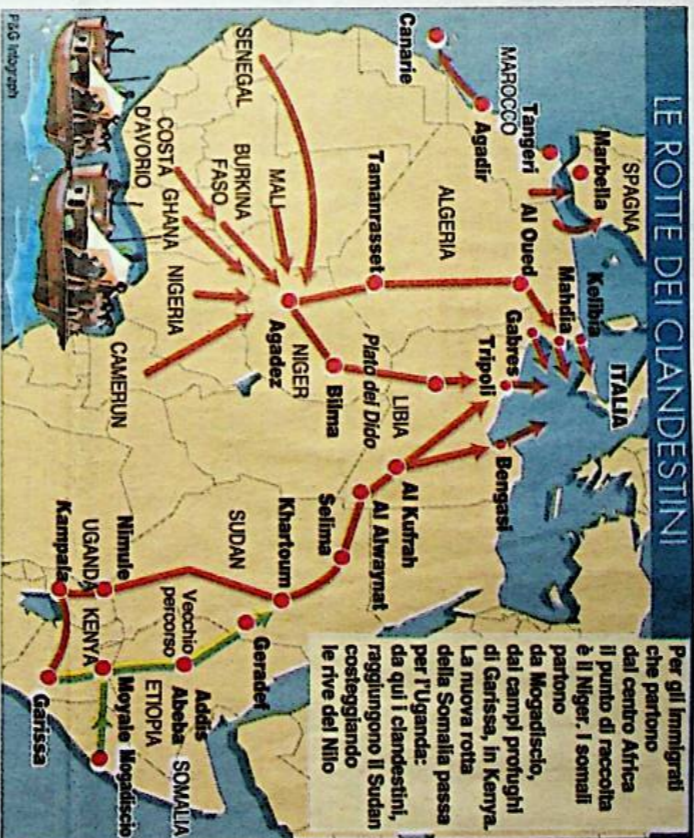 LE ROTTE DEI CLANDESTINI
Per gli immigrati
che partono
dal centro Africa
il punto di raccolta
è il Niger. I somali
partono
da Mogadiscio,
dai campi profughi
di Garissa, in Kenya.
La nuova rotta
della Somalia passa
per l'Uganda:
da qui i clandestini,
raggiungono il Sudan
costeggiando
le rive del Nilo
SPAGNA
Marbella
Tangeri
MAROCCO
Agadir
Canarie
ITALIA
Kelibia
Mahdia
Al Oued
Gabres
Tripoli
Bengasi
ALGERIA
LIBIA
Tamanrasset
Plato del Dido
Al Kufrah
Al Alwaynat
Selima
SENEGAL
MALI
BURKINA
FASO
COSTA
D'AVORIO
GHANA
NIGERIA
CAMERUN
NIGER
Agadez
Bilma
Khartoum
SUDAN
Geradef
Vecchio
percorso
Addis
Abeba
ETIOPIA
SOMALIA
Nimule
UGANDA
Kampala
KENYA
Moyale
Mogadiscio
Garissa
P&G Infograph